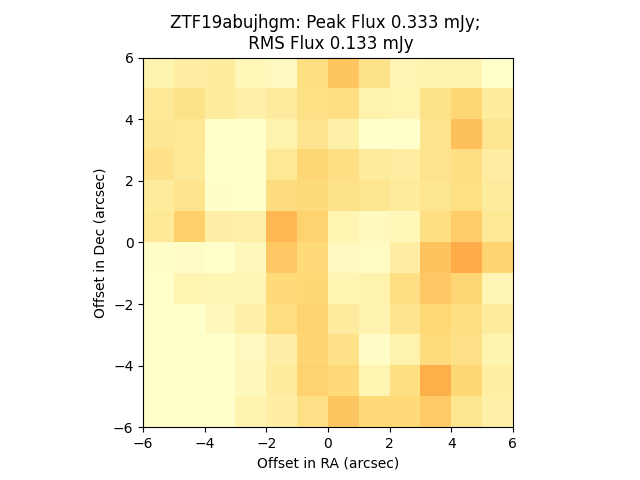 ZTF19abujhgm: Peak Flux 0.333 mJy;
RMS Flux 0.133 mJy
6
4
2
0
−2
−4
−6
Offset in Dec (arcsec)
−6 −4 −2 0 2 4 6
Offset in RA (arcsec)